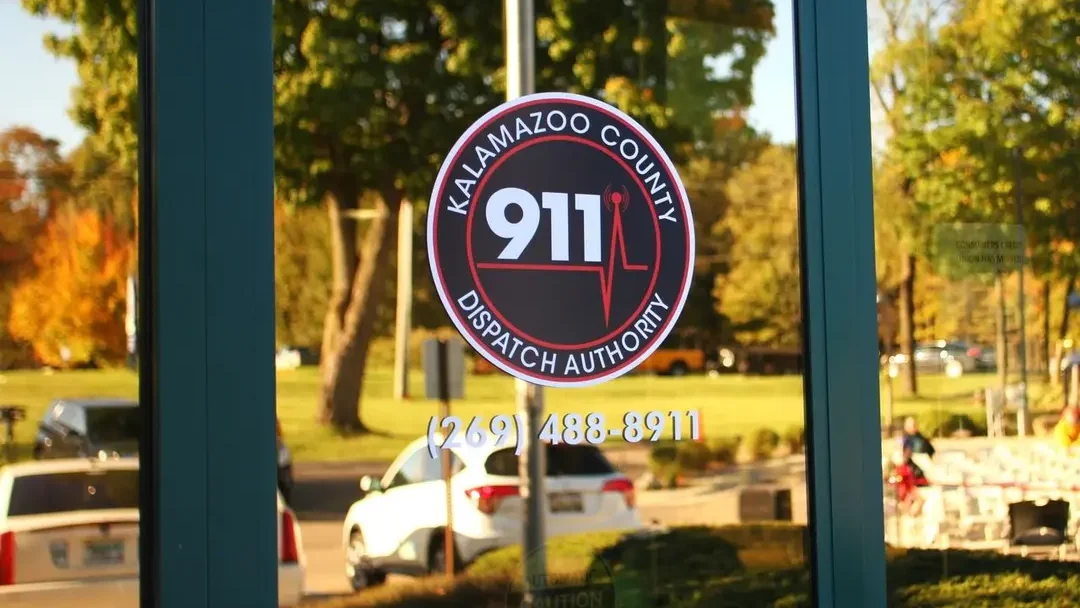 KALAMAZOO COUNTY
911
DISPATCH AUTHORITY
(269) 488-8911